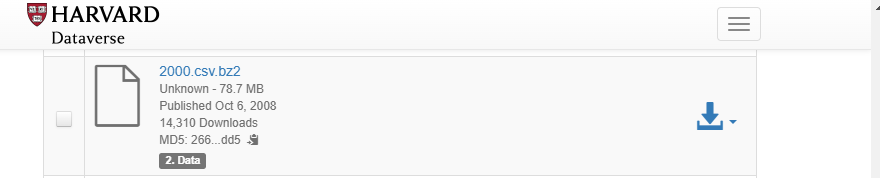 HARVARD
Dataverse
2000.csv.bz2
Unknown - 78.7 MB
Published Oct 6, 2008
14,310 Downloads
MD5: 266...dd5
2. Data